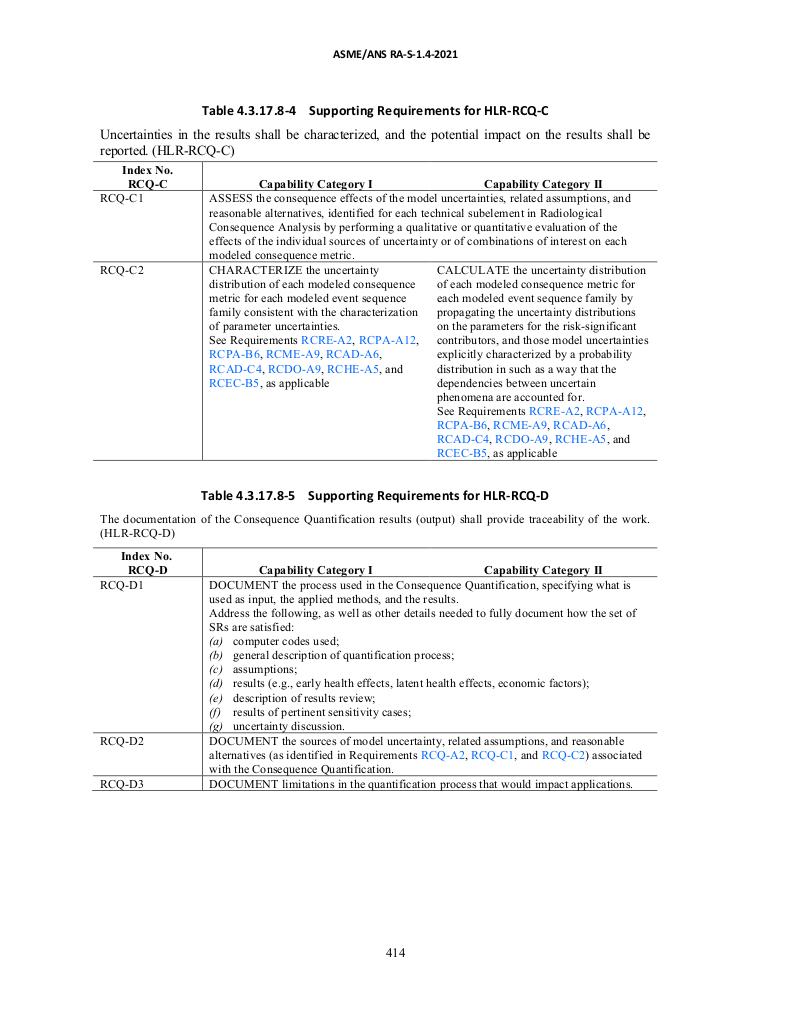 ASME/ANS RA-S-1.4-2021
Table 4.3.17.8-4 Supporting Requirements for HLR-RCQ-C
Uncertainties in the results shall be characterized, and the potential impact on the results shall be
reported. (HLR-RCQ-C)
Index No.
RCQ-C Capability Category I Capability Category II
RCQ-C1 ASSESS the consequence effects of the model uncertainties, related assumptions, and
reasonable alternatives, identified for each technical subelement in Radiological
Consequence Analysis by performing a qualitative or quantitative evaluation of the
effects of the individual sources of uncertainty or of combinations of interest on each
modeled consequence metric.
RCQ-C2
CHARACTERIZE the uncertainty
distribution of each modeled consequence
metric for each modeled event sequence
family consistent with the characterization
of parameter uncertainties.
See Requirements RCRE-A2, RCPA-A12,
RCPA-B6, RCME-A9, RCAD-A6,
RCAD-C4, RCDO-A9, RCHE-A5, and
RCEC-B5, as applicable
CALCULATE the uncertainty distribution
of each modeled consequence metric for
each modeled event sequence family by
propagating the uncertainty distributions
on the parameters for the risk-significant
contributors, and those model uncertainties
explicitly characterized by a probability
distribution in such as a way that the
dependencies between uncertain
phenomena are accounted for.
See Requirements RCRE-A2, RCPA-A12,
RCPA-B6, RCME-A9, RCAD-A6,
RCAD-C4, RCDO-A9, RCHE-A5, and
RCEC-B5, as applicable
Table 4.3.17.8-5 Supporting Requirements for HLR-RCQ-D
The documentation of the Consequence Quantification results (output) shall provide traceability of the work.
(HLR-RCQ-D)
Index No.
RCQ-D Capability Category I Capability Category II
RCQ-D1 DOCUMENT the process used in the Consequence Quantification, specifying what is
used as input, the applied methods, and the results.
Address the following, as well as other details needed to fully document how the set of
SRs are satisfied:
(a) computer codes used;
(b) general description of quantification process;
(c) assumptions;
(d) results (e.g., early health effects, latent health effects, economic factors);
(e) description of results review;
(f) results of pertinent sensitivity cases;
(g) uncertainty discussion.
RCQ-D2 DOCUMENT the sources of model uncertainty, related assumptions, and reasonable
alternatives (as identified in Requirements RCQ-A2, RCQ-C1, and RCQ-C2) associated
with the Consequence Quantification.
RCQ-D3 DOCUMENT limitations in the quantification process that would impact applications.
414